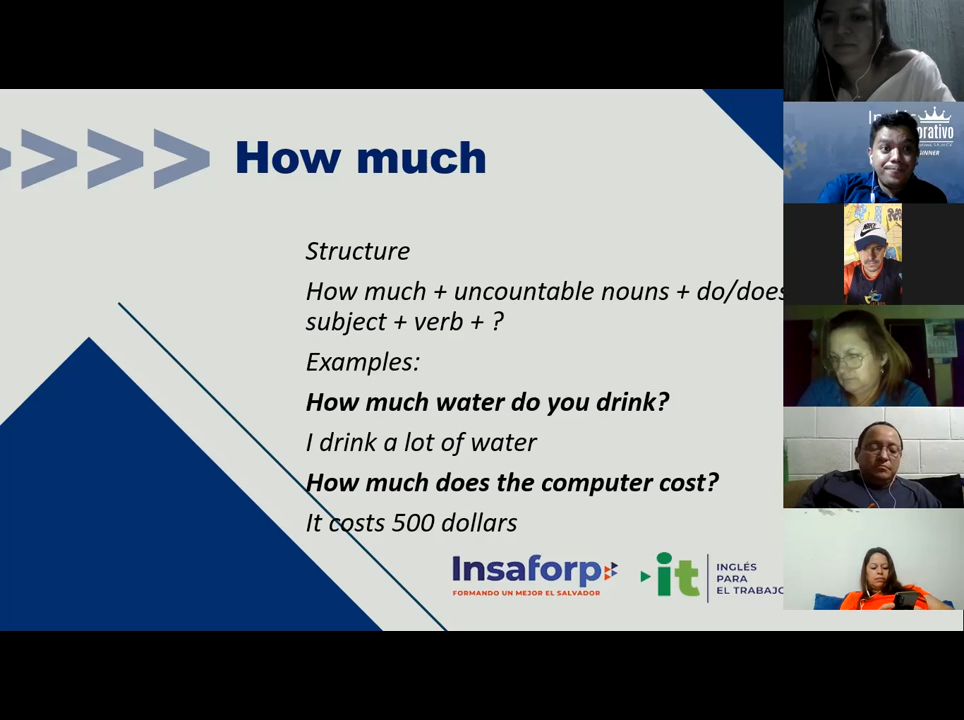 How much
Structure
How much + uncountable nouns + do/does
subject + verb + ?
Examples:
How much water do you drink?
I drink a lot of water
How much does the computer cost?
It costs 500 dollars
Insaforp
FORMANDO UN MEJOR EL SALVADOR
it
INGLÉS
PARA
EL TRABAJO
NIKE